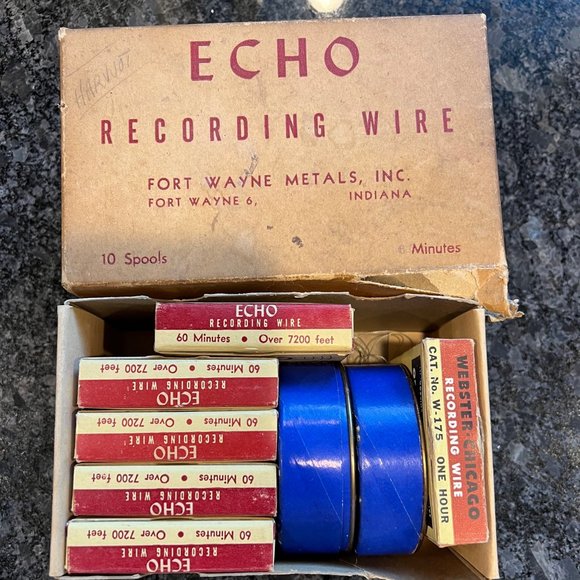 HARVUOT
ECHO
RECORDING WIRE
FORT WAYNE METALS, INC.
FORT WAYNE 6, INDIANA
10 Spools
Minutes
ECHO
RECORDING WIRE
60 Minutes • Over 7200 feet
60 Minutes • Over 7200 feet
RECORDING WIRE
ECHO
60 Minutes • Over 7200 feet
RECORDING WIRE
ECHO
60 Minutes • Over 7200 feet
RECORDING WIRE
ECHO
60 Minutes • Over 7200 feet
RECORDING WIRE
ECHO
WEBSTER-CHICAGO
RECORDING WIRE
CAT. No. W-175 ONE HOUR